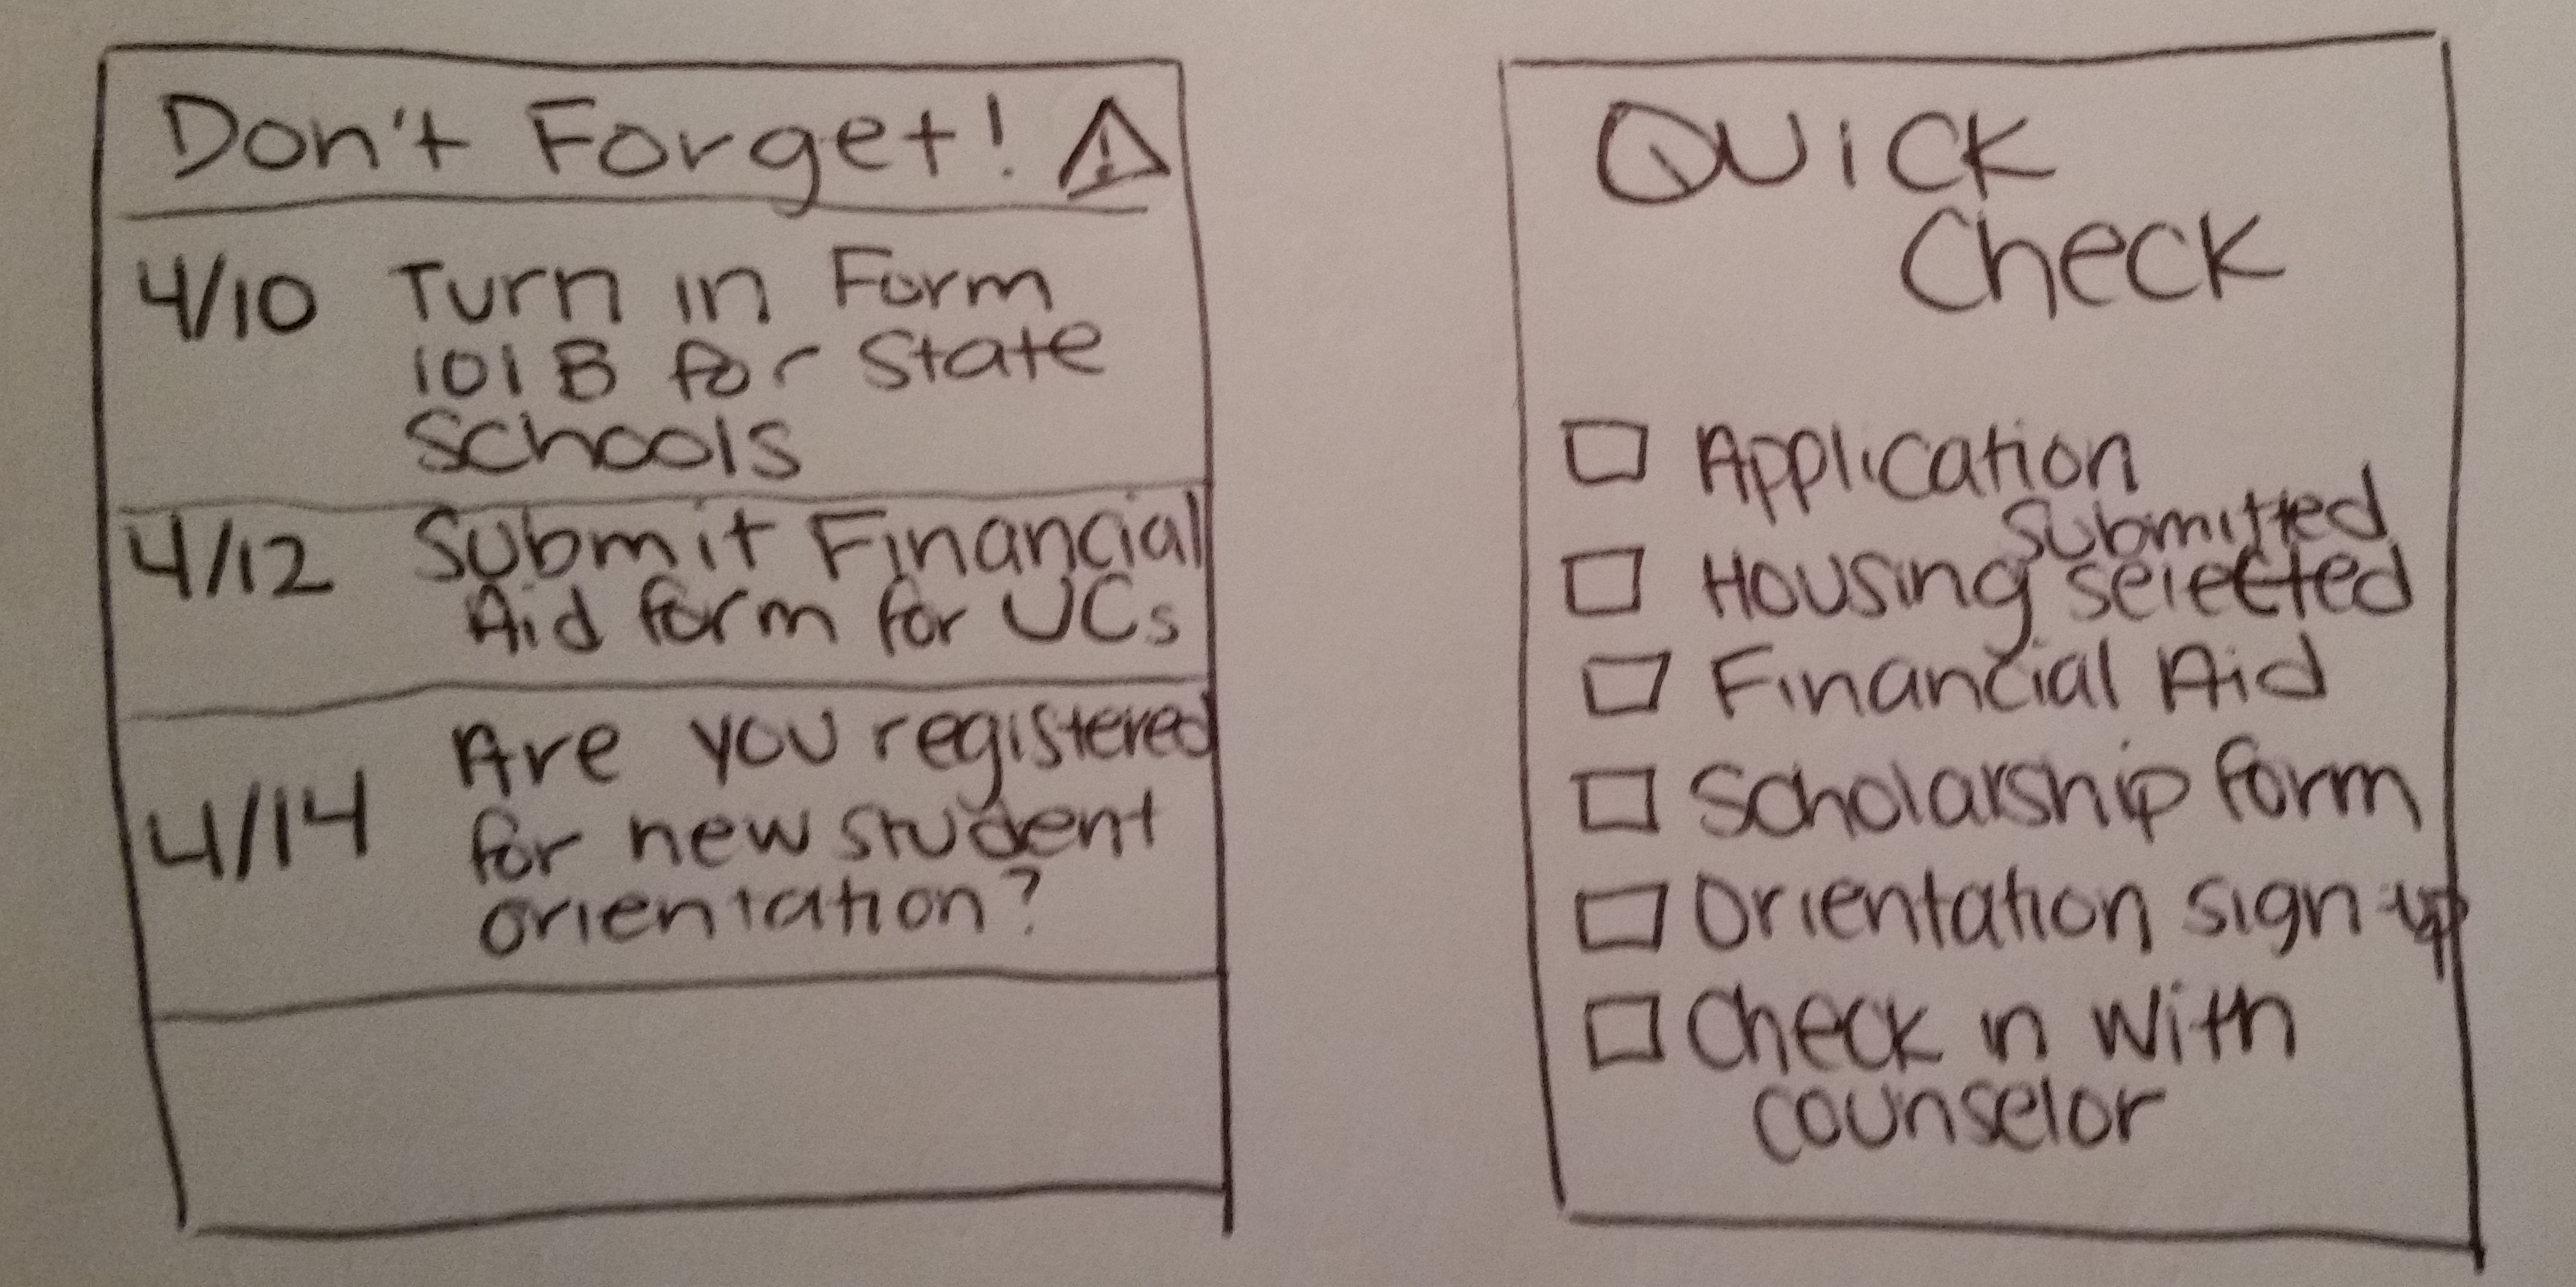 Don't Forget!
4/10 Turn in Form
101B for State
Schools
4/12 Submit Financial
Aid form for UCs
Are you registered
4/14 for new student
orientation?
Quick
Check
Application
Submitted
Housing selected
Financial Aid
Scholarship form
Orientation sign-up
Check in with
counselor